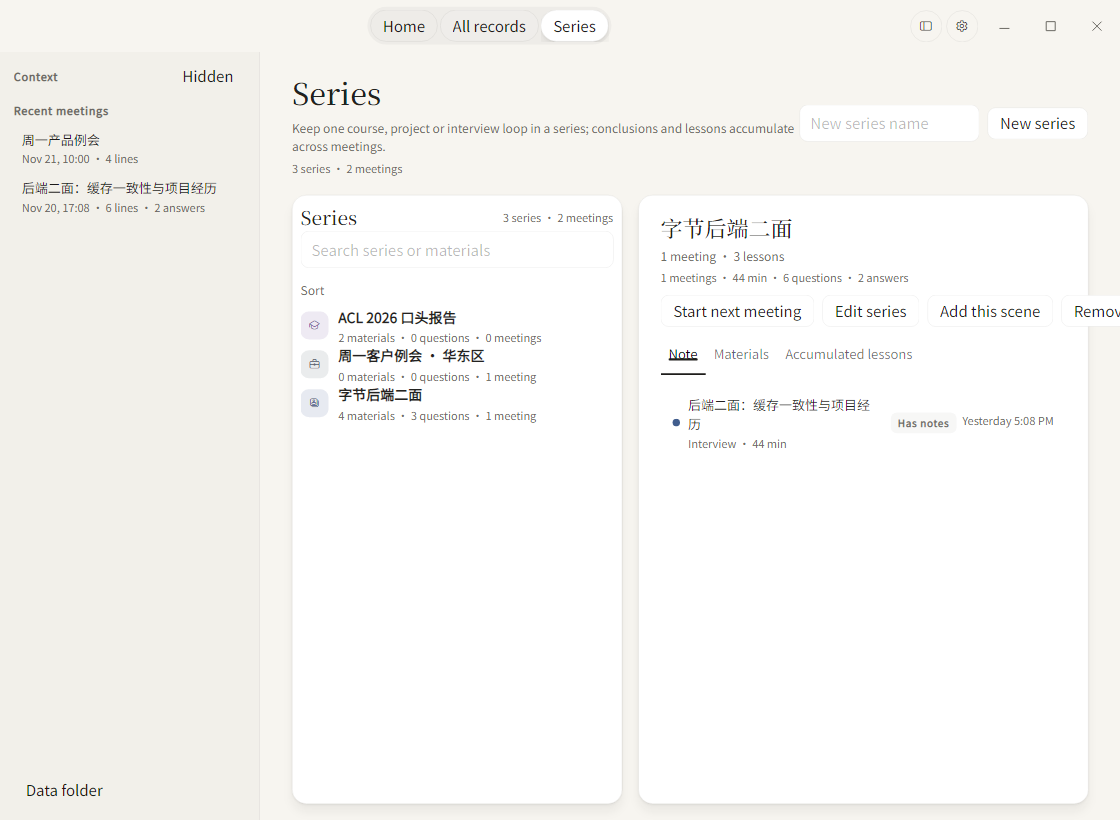 Home
All records
Series
Context
Hidden
Recent meetings
周一产品例会
Nov 21, 10:00 • 4 lines
后端二面：缓存一致性与项目经历
Nov 20, 17:08 • 6 lines • 2 answers
Data folder
Series
Keep one course, project or interview loop in a series; conclusions and lessons accumulate
across meetings.
3 series • 2 meetings
New series name
New series
Series
3 series • 2 meetings
Search series or materials
Sort
ACL 2026 口头报告
2 materials • 0 questions • 0 meetings
周一客户例会 • 华东区
0 materials • 0 questions • 1 meeting
字节后端二面
4 materials • 3 questions • 1 meeting
字节后端二面
1 meeting • 3 lessons
1 meetings • 44 min • 6 questions • 2 answers
Start next meeting
Edit series
Add this scene
Remov
Note
Materials
Accumulated lessons
后端二面：缓存一致性与项目经
历
Interview • 44 min
Has notes
Yesterday 5:08 PM